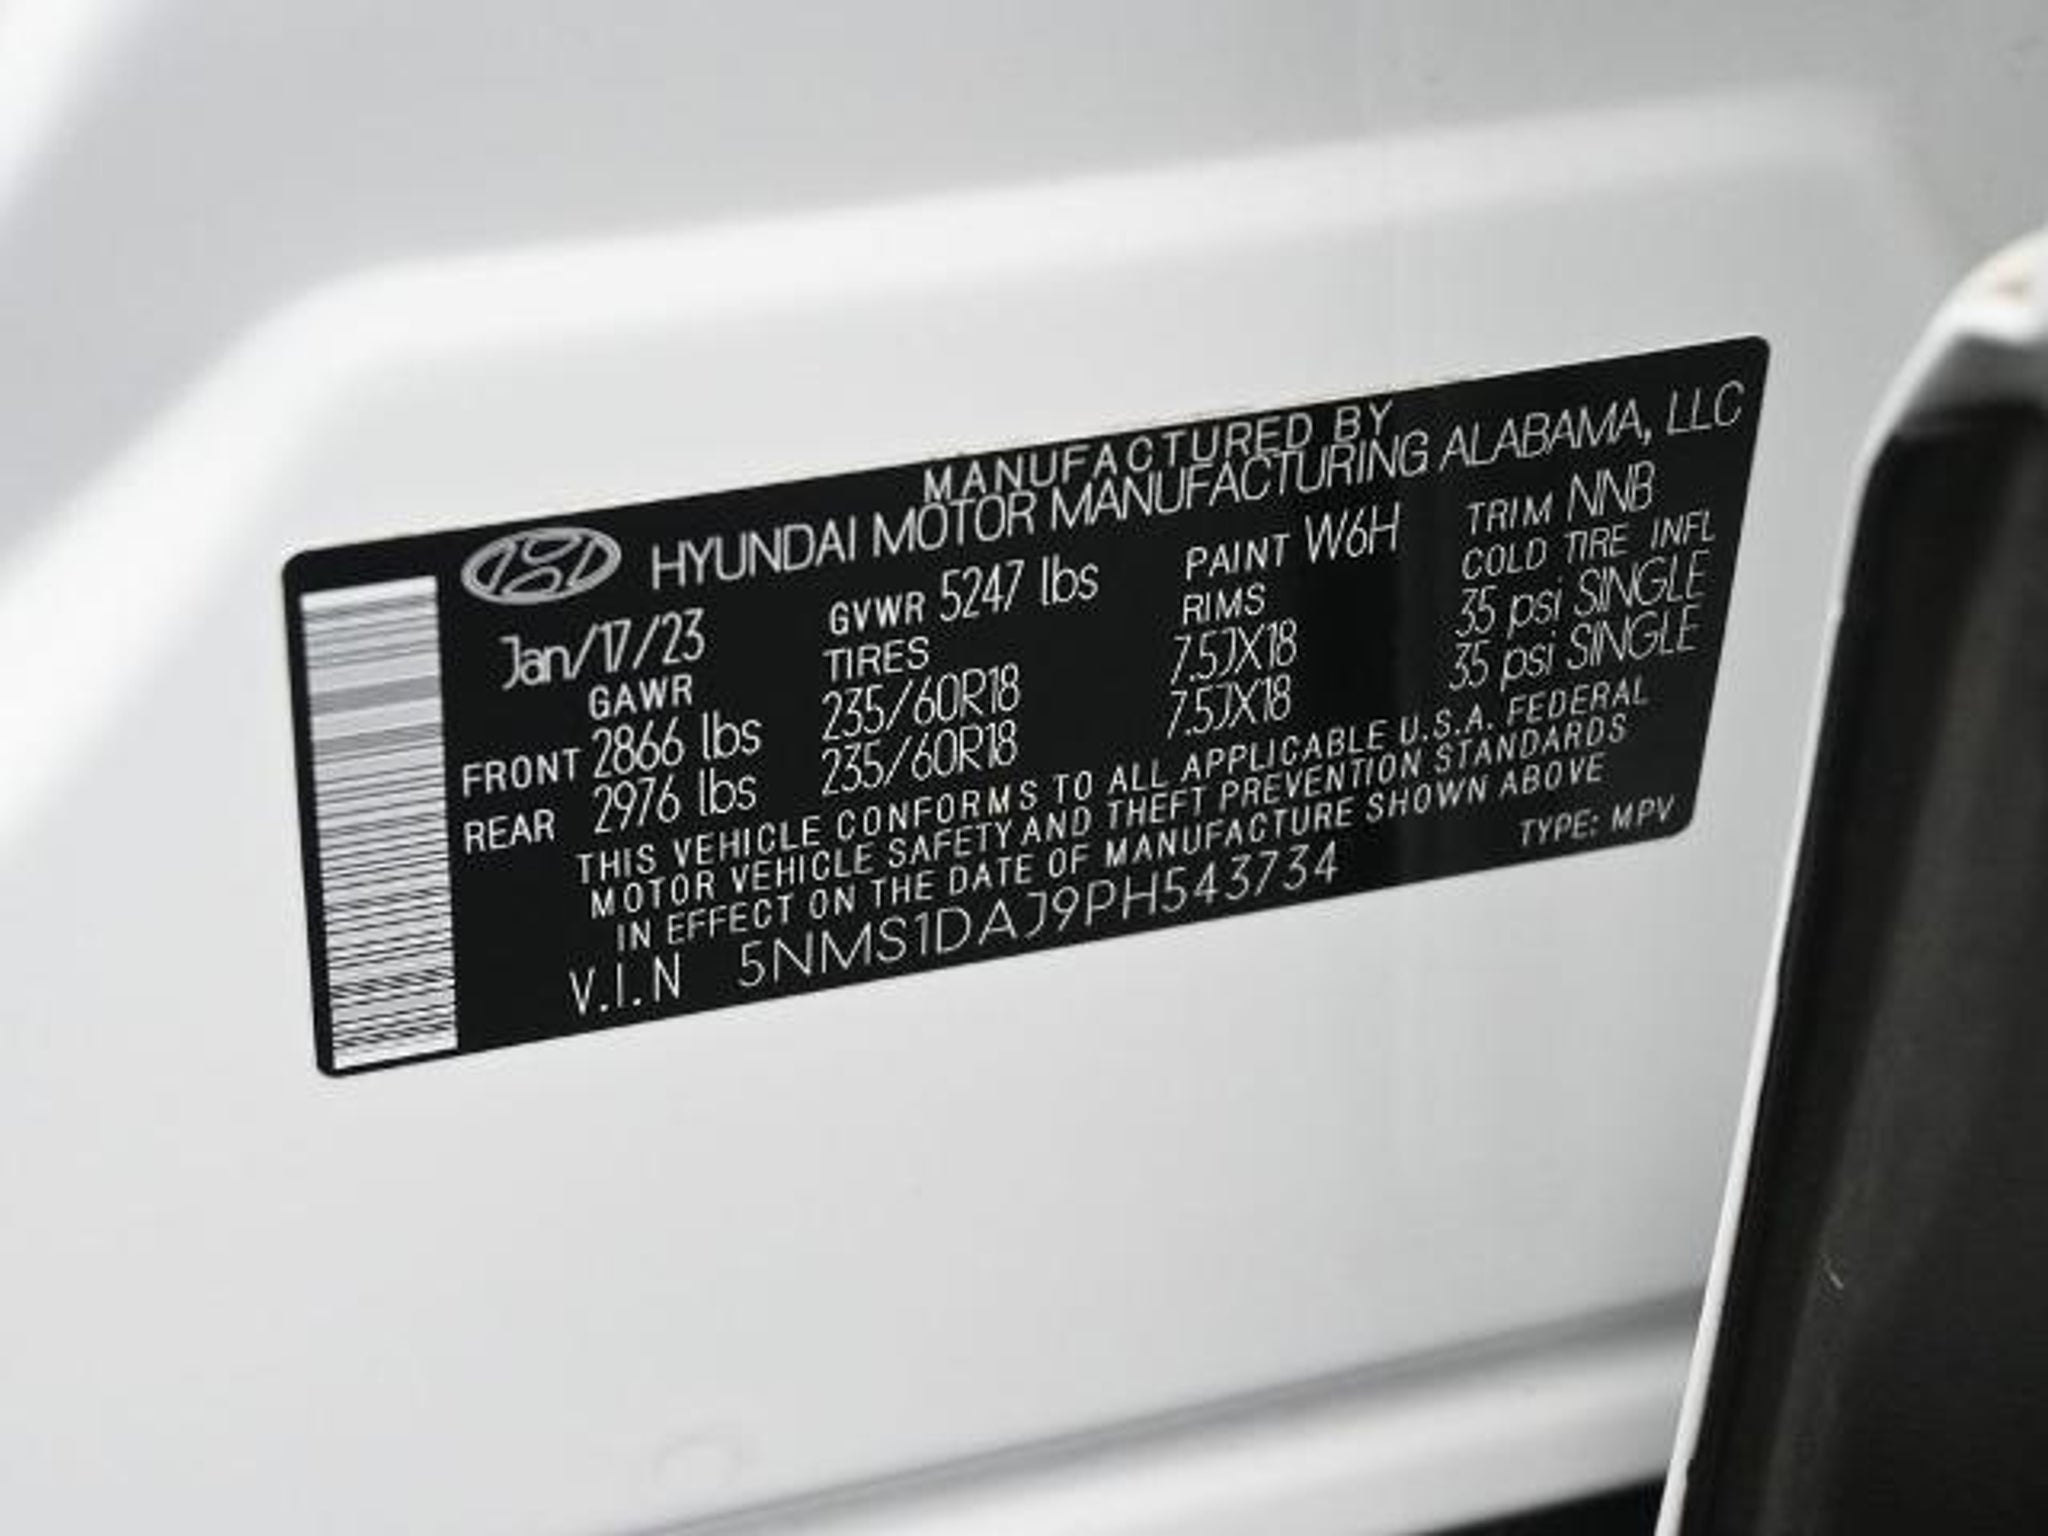 MANUFACTURED BY
HYUNDAI MOTOR MANUFACTURING ALABAMA, LLC
Jan/17/23 GVWR 5247 lbs PAINT W6H TRIM NNB
GAWR TIRES RIMS COLD TIRE INFL
FRONT 2866 lbs 235/60R18 7.5JX18 35 psi SINGLE
REAR 2976 lbs 235/60R18 7.5JX18 35 psi SINGLE
THIS VEHICLE CONFORMS TO ALL APPLICABLE U.S.A. FEDERAL
MOTOR VEHICLE SAFETY AND THEFT PREVENTION STANDARDS
IN EFFECT ON THE DATE OF MANUFACTURE SHOWN ABOVE
V.I.N 5NMS1DAJ9PH543734 TYPE: MPV